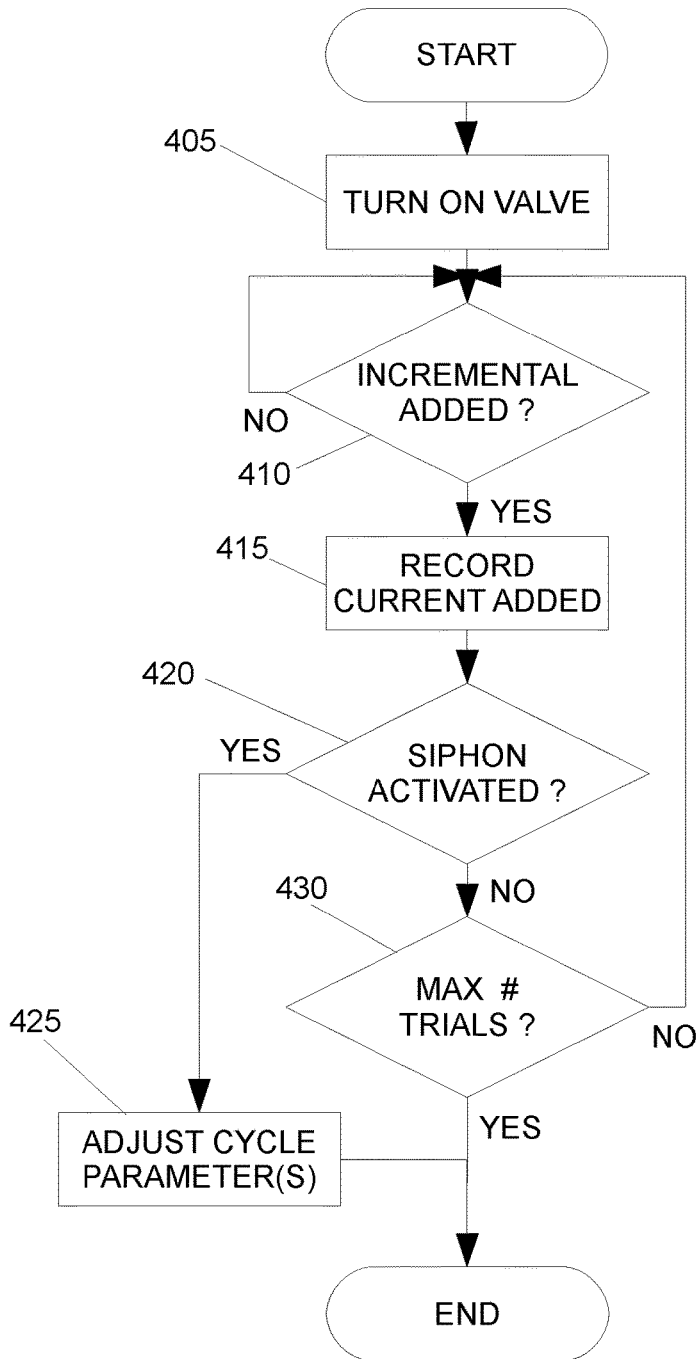 START
405
TURN ON VALVE
INCREMENTAL
ADDED ?
NO
410
YES
415
RECORD
CURRENT ADDED
420
YES
SIPHON
ACTIVATED ?
NO
430
MAX #
TRIALS ?
NO
425
YES
ADJUST CYCLE
PARAMETER(S)
END